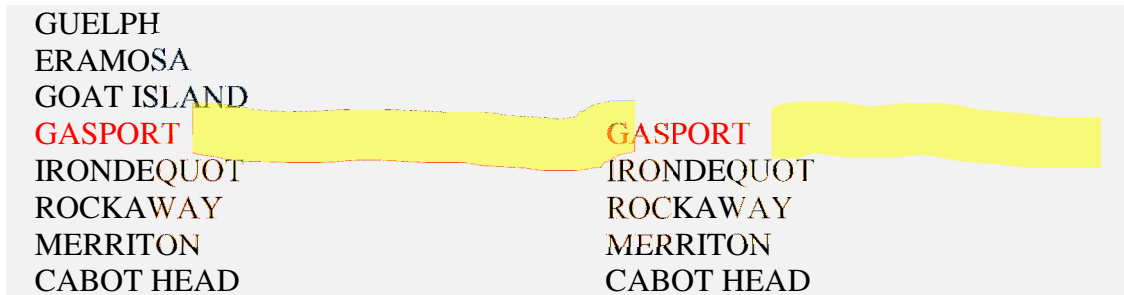 GUELPH
ERAMOSA
GOAT ISLAND
GASPORT GASPORT
IRONDEQUOT IRONDEQUOT
ROCKAWAY ROCKAWAY
MERRITON MERRITON
CABOT HEAD CABOT HEAD